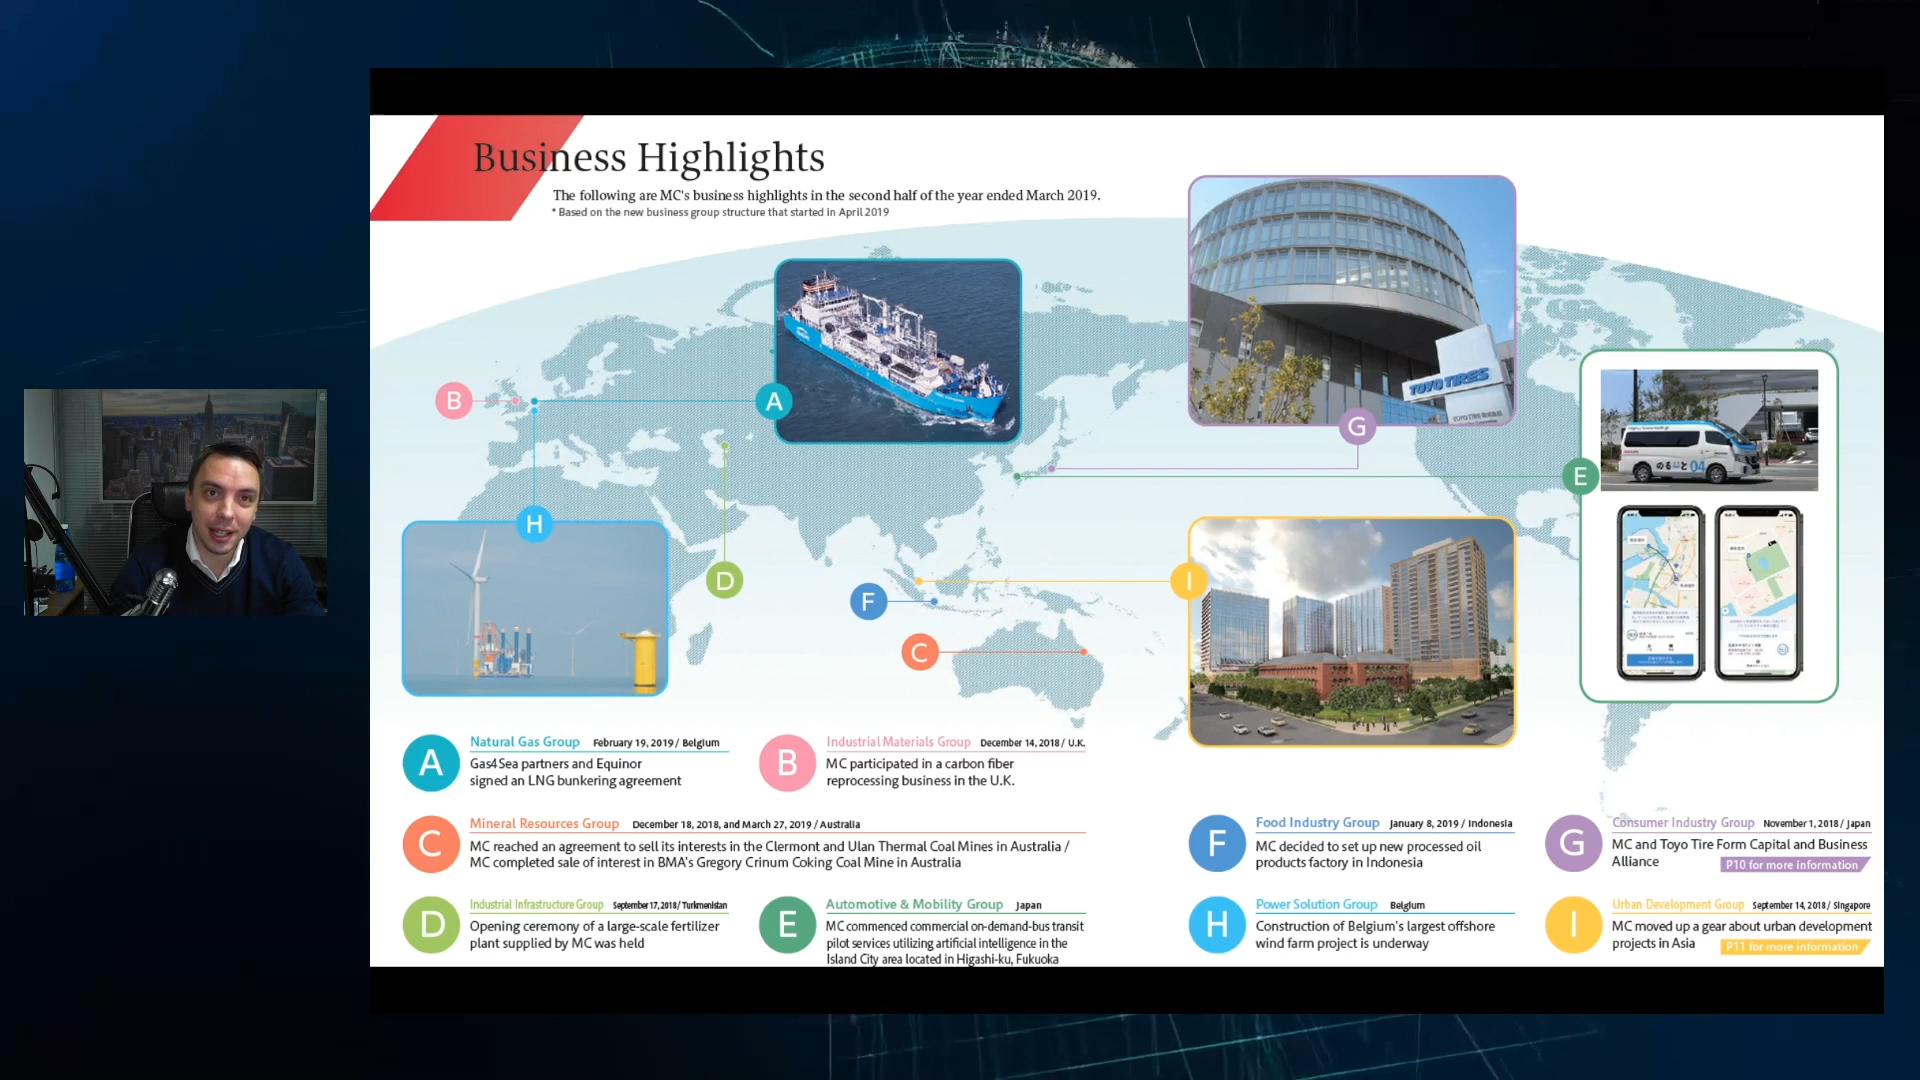 Business Highlights
The following are MC's business highlights in the second half of the year ended March 2019.
* Based on the new business group structure that started in April 2019
TOYO TIRES
のるーと 04
B
A
G
E
H
D
F
I
C
A
Natural Gas Group February 19, 2019 / Belgium
Gas4Sea partners and Equinor
signed an LNG bunkering agreement
B
Industrial Materials Group December 14, 2018 / U.K.
MC participated in a carbon fiber
reprocessing business in the U.K.
C
Mineral Resources Group December 18, 2018, and March 27, 2019 / Australia
MC reached an agreement to sell its interests in the Clermont and Ulan Thermal Coal Mines in Australia /
MC completed sale of interest in BMA's Gregory Crinum Coking Coal Mine in Australia
D
Industrial Infrastructure Group September 17, 2018 / Turkmenistan
Opening ceremony of a large-scale fertilizer
plant supplied by MC was held
E
Automotive & Mobility Group Japan
MC commenced commercial on-demand-bus transit
pilot services utilizing artificial intelligence in the
Island City area located in Higashi-ku, Fukuoka
F
Food Industry Group January 8, 2019 / Indonesia
MC decided to set up new processed oil
products factory in Indonesia
G
Consumer Industry Group November 1, 2018 / Japan
MC and Toyo Tire Form Capital and Business
Alliance
P10 for more information
H
Power Solution Group Belgium
Construction of Belgium's largest offshore
wind farm project is underway
I
Urban Development Group September 14, 2018 / Singapore
MC moved up a gear about urban development
projects in Asia
P11 for more information